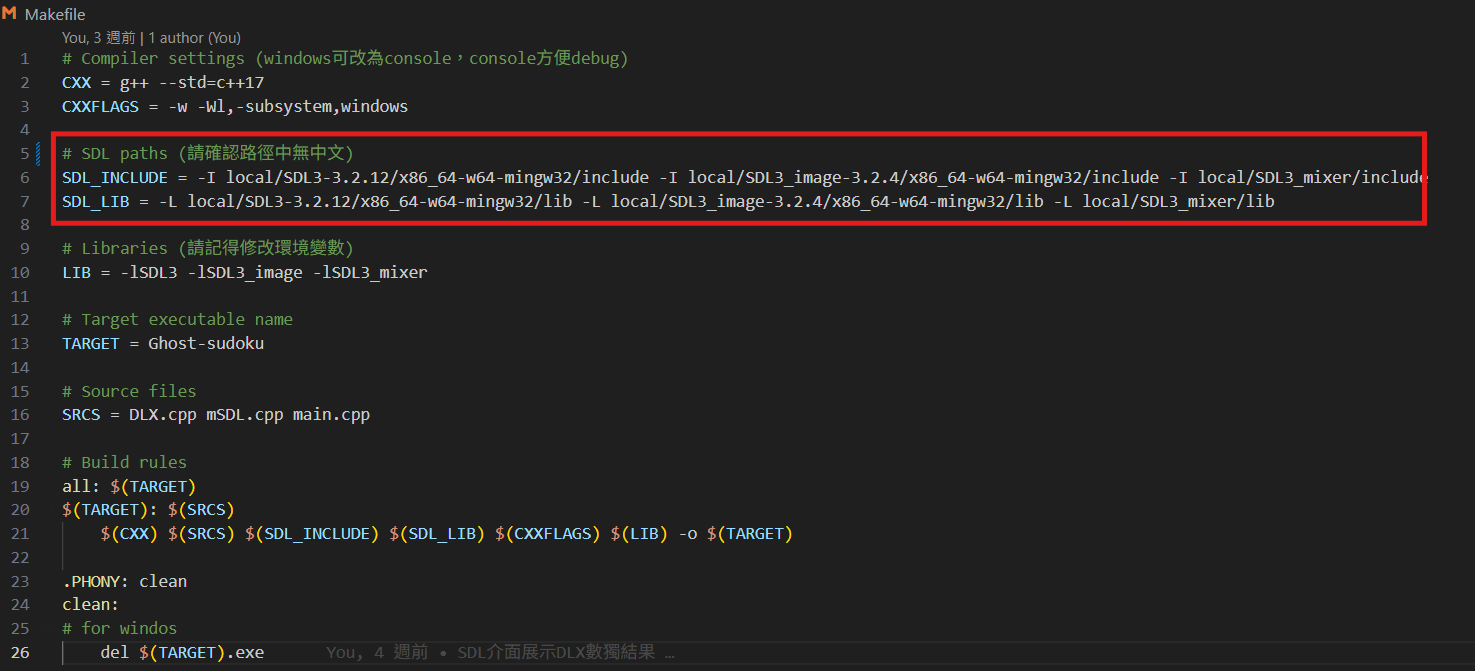 M Makefile
You, 3 週前 | 1 author (You)
1 # Compiler settings (windows可改為console，console方便debug)
2 CXX = g++ --std=c++17
3 CXXFLAGS = -w -Wl,-subsystem,windows
4
5 # SDL paths (請確認路徑中無中文)
6 SDL_INCLUDE = -I local/SDL3-3.2.12/x86_64-w64-mingw32/include -I local/SDL3_image-3.2.4/x86_64-w64-mingw32/include -I local/SDL3_mixer/include
7 SDL_LIB = -L local/SDL3-3.2.12/x86_64-w64-mingw32/lib -L local/SDL3_image-3.2.4/x86_64-w64-mingw32/lib -L local/SDL3_mixer/lib
8
9 # Libraries (請記得修改環境變數)
10 LIB = -lSDL3 -lSDL3_image -lSDL3_mixer
11
12 # Target executable name
13 TARGET = Ghost-sudoku
14
15 # Source files
16 SRCS = DLX.cpp mSDL.cpp main.cpp
17
18 # Build rules
19 all: $(TARGET)
20 $(TARGET): $(SRCS)
21 $(CXX) $(SRCS) $(SDL_INCLUDE) $(SDL_LIB) $(CXXFLAGS) $(LIB) -o $(TARGET)
22
23 .PHONY: clean
24 clean:
25 # for windos
26 del $(TARGET).exe You, 4 週前 • SDL介面展示DLX數獨結果 …